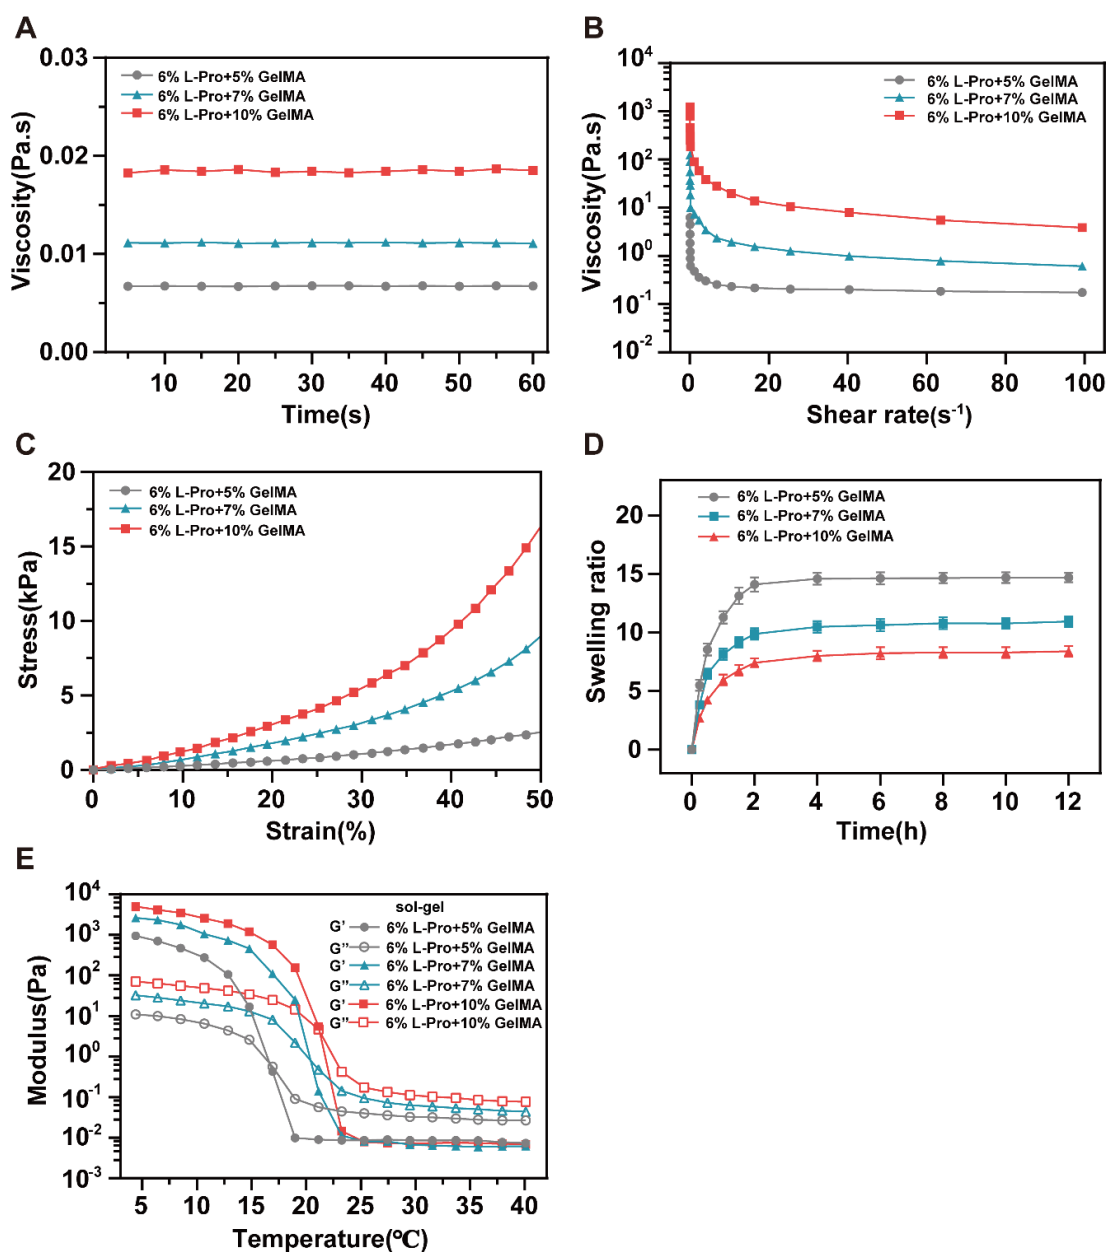 A
Viscosity(Pa.s)
0.03
0.02
0.01
0.00
6% L-Pro+5% GelMA
6% L-Pro+7% GelMA
6% L-Pro+10% GelMA
10 20 30 40 50 60
Time(s)
B
Viscosity(Pa.s)
10⁴
10³
10²
10¹
10⁰
10⁻¹
10⁻²
6% L-Pro+5% GelMA
6% L-Pro+7% GelMA
6% L-Pro+10% GelMA
0 20 40 60 80 100
Shear rate(s⁻¹)
C
Stress(kPa)
20
15
10
5
0
6% L-Pro+5% GelMA
6% L-Pro+7% GelMA
6% L-Pro+10% GelMA
0 10 20 30 40 50
Strain(%)
D
Swelling ratio
20
15
10
5
0
6% L-Pro+5% GelMA
6% L-Pro+7% GelMA
6% L-Pro+10% GelMA
0 2 4 6 8 10 12
Time(h)
E
Modulus(Pa)
10⁴
10³
10²
10¹
10⁰
10⁻¹
10⁻²
10⁻³
sol-gel
G' 6% L-Pro+5% GelMA
G'' 6% L-Pro+5% GelMA
G' 6% L-Pro+7% GelMA
G'' 6% L-Pro+7% GelMA
G' 6% L-Pro+10% GelMA
G'' 6% L-Pro+10% GelMA
5 10 15 20 25 30 35 40
Temperature(℃)